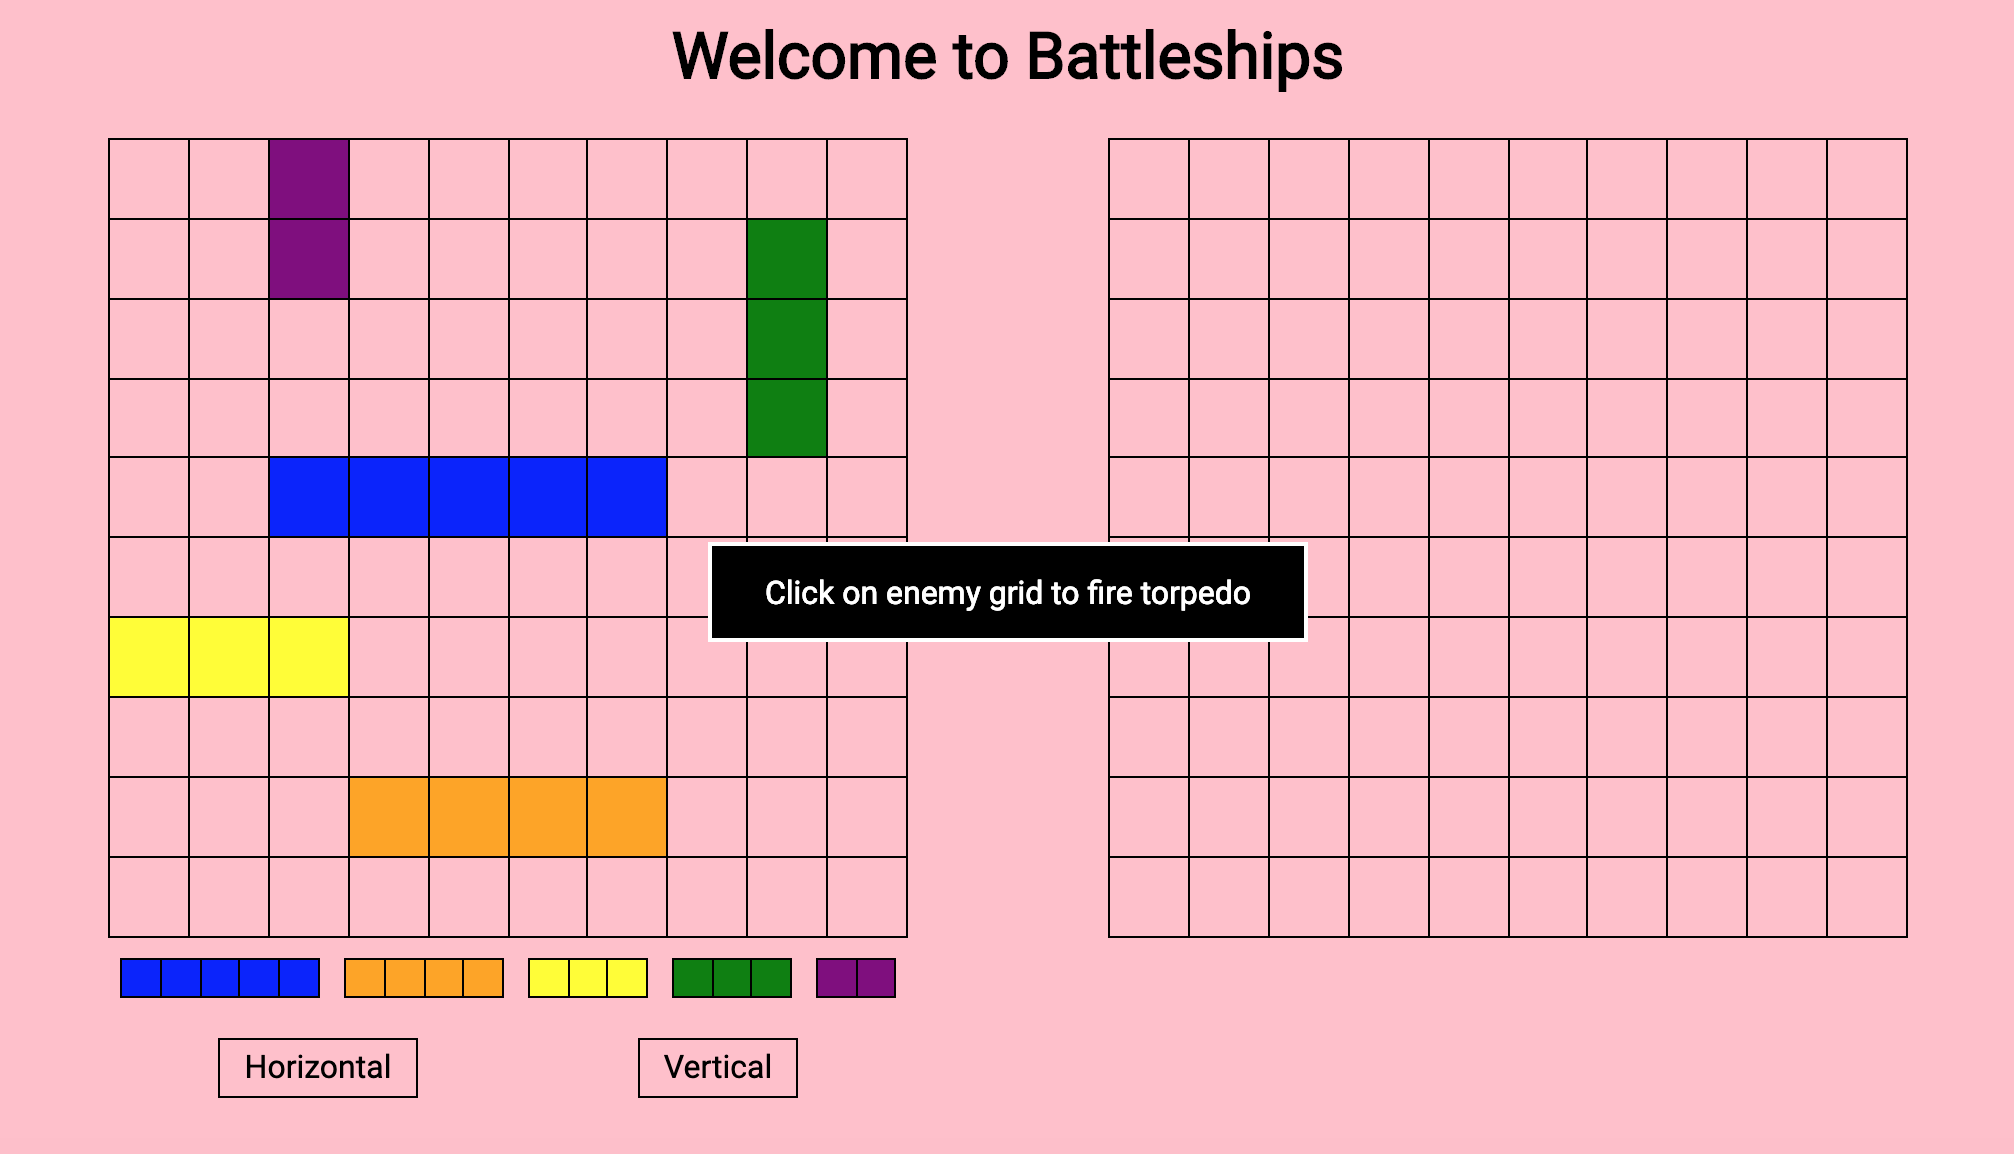 Welcome to Battleships
Click on enemy grid to fire torpedo
Horizontal
Vertical